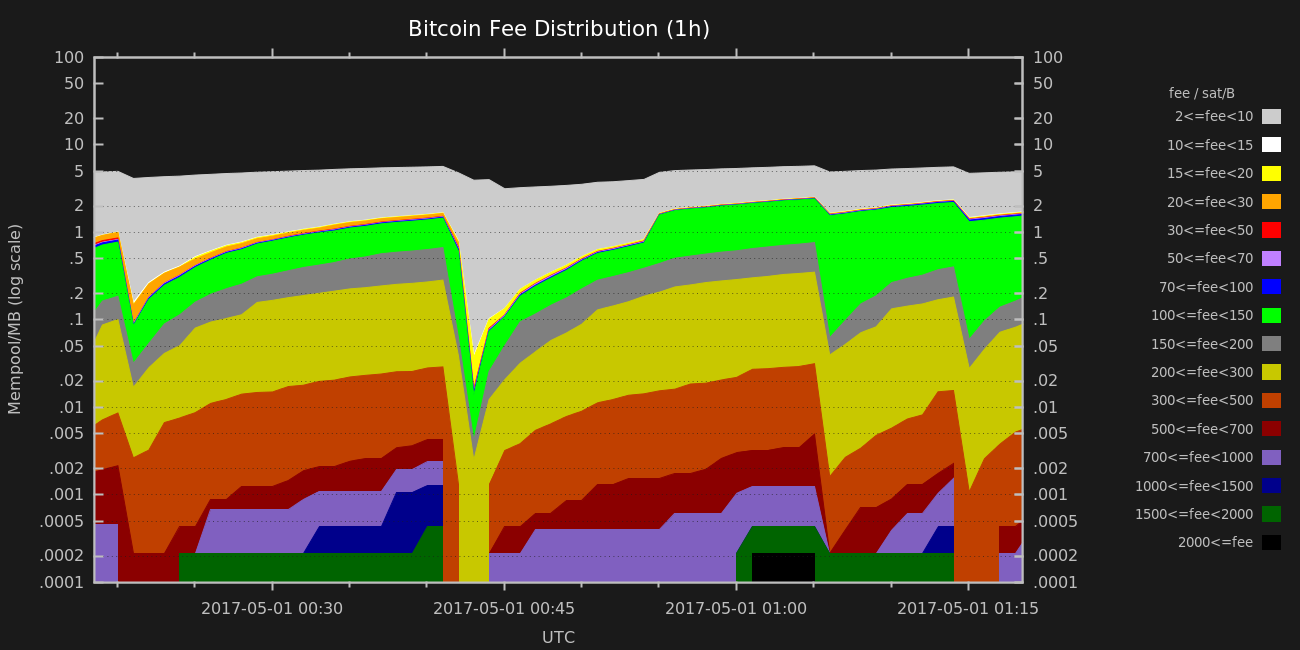 Bitcoin Fee Distribution (1h)
Mempool/MB (log scale)
100
50
20
10
5
2
1
.5
.2
.1
.05
.02
.01
.005
.002
.001
.0005
.0002
.0001
100
50
20
10
5
2
1
.5
.2
.1
.05
.02
.01
.005
.002
.001
.0005
.0002
.0001
2017-05-01 00:30
2017-05-01 00:45
2017-05-01 01:00
2017-05-01 01:15
UTC
fee / sat/B
2<=fee<10
10<=fee<15
15<=fee<20
20<=fee<30
30<=fee<50
50<=fee<70
70<=fee<100
100<=fee<150
150<=fee<200
200<=fee<300
300<=fee<500
500<=fee<700
700<=fee<1000
1000<=fee<1500
1500<=fee<2000
2000<=fee